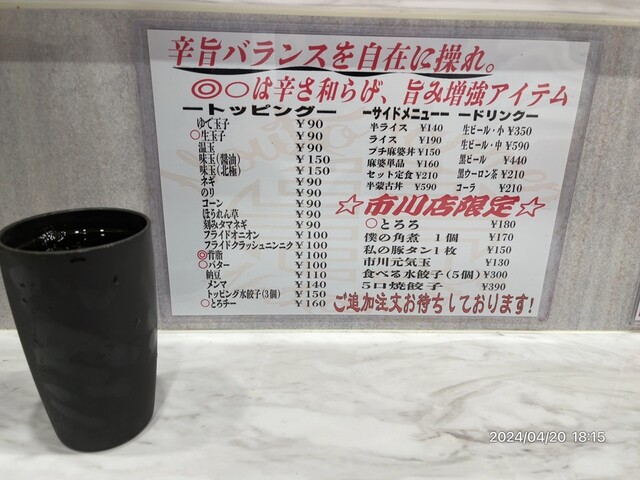 辛旨バランスを自在に操れ。
◎○は辛さ和らげ、旨み増強アイテム
ートッピングー
ゆで玉子 ¥90
○生玉子 ¥90
温玉 ¥90
味玉(醤油) ¥150
味玉(北極) ¥150
ネギ ¥90
のり ¥90
コーン ¥90
ほうれん草 ¥90
刻みタマネギ ¥90
フライドオニオン ¥100
フライドクラッシュニンニク ¥100
◎背脂 ¥100
○バター ¥100
納豆 ¥110
メンマ ¥140
トッピング水餃子(3個) ¥150
○とろチー ¥160
ーサイドメニューー
半ライス ¥140
ライス ¥190
プチ麻婆丼 ¥150
麻婆単品 ¥160
セット定食 ¥210
半蒙古丼 ¥590
ードリンクー
生ビール・小 ¥350
生ビール・中 ¥590
黒ビール ¥440
黒ウーロン茶 ¥210
コーラ ¥210
☆市川店限定☆
○とろろ ¥180
僕の角煮 1個 ¥170
私の豚タン1枚 ¥150
市川元気玉 ¥130
食べる水餃子(5個) ¥300
5口焼餃子 ¥390
ご追加注文お待ちしております!
2024/04/20 18:15